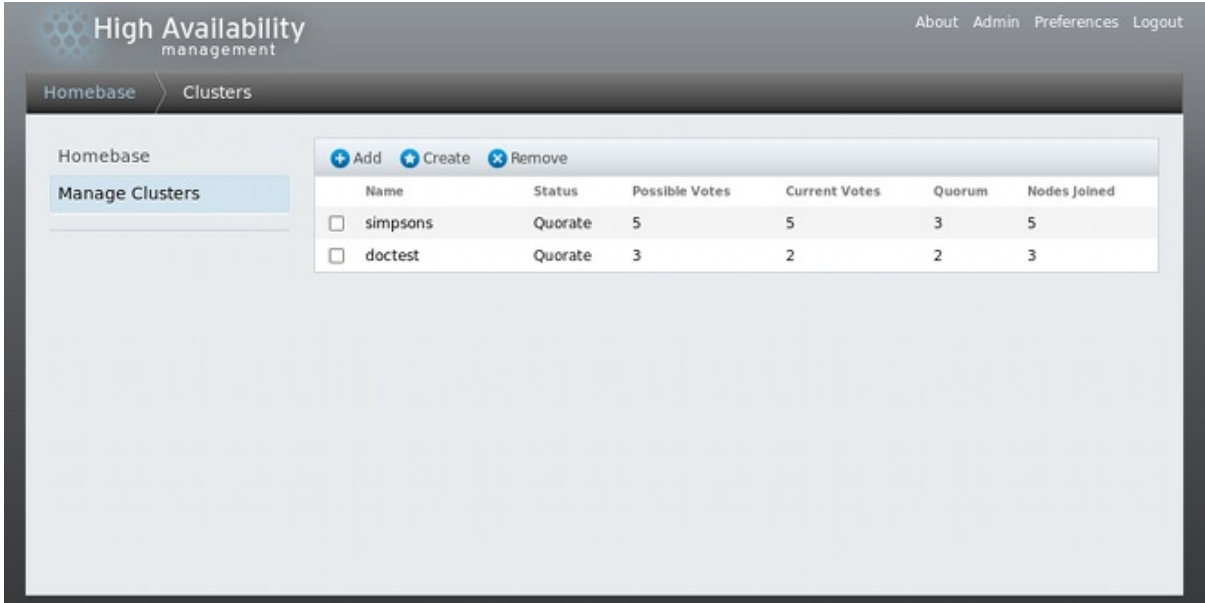 High Availability
management
About Admin Preferences Logout
Homebase Clusters
Homebase
Manage Clusters
Add Create Remove
Name Status Possible Votes Current Votes Quorum Nodes Joined
simpsons Quorate 5 5 3 5
doctest Quorate 3 2 2 3